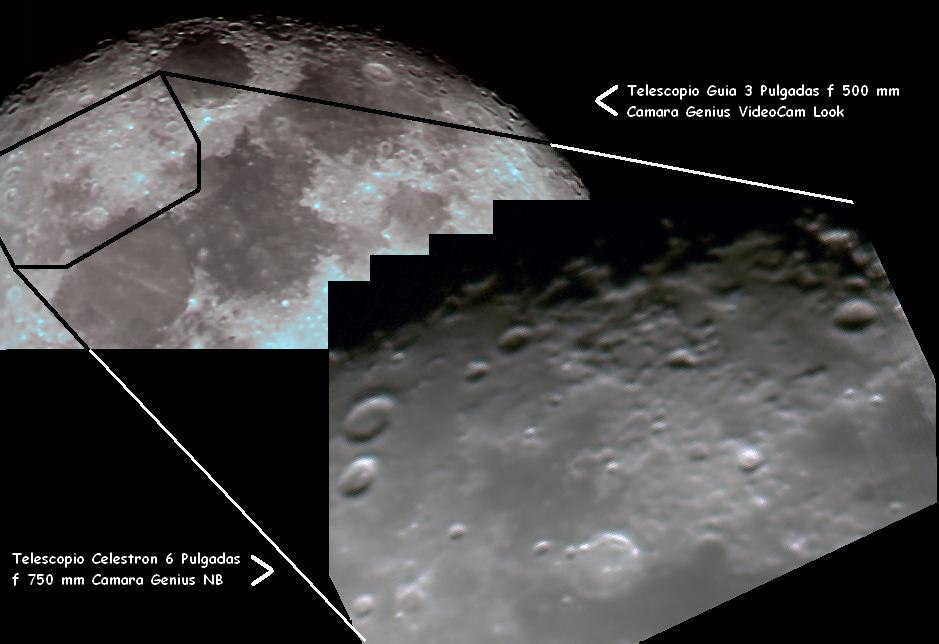 Telescopio Guia 3 Pulgadas f 500 mm
Camara Genius VideoCam Look
Telescopio Celestron 6 Pulgadas
f 750 mm Camara Genius NB